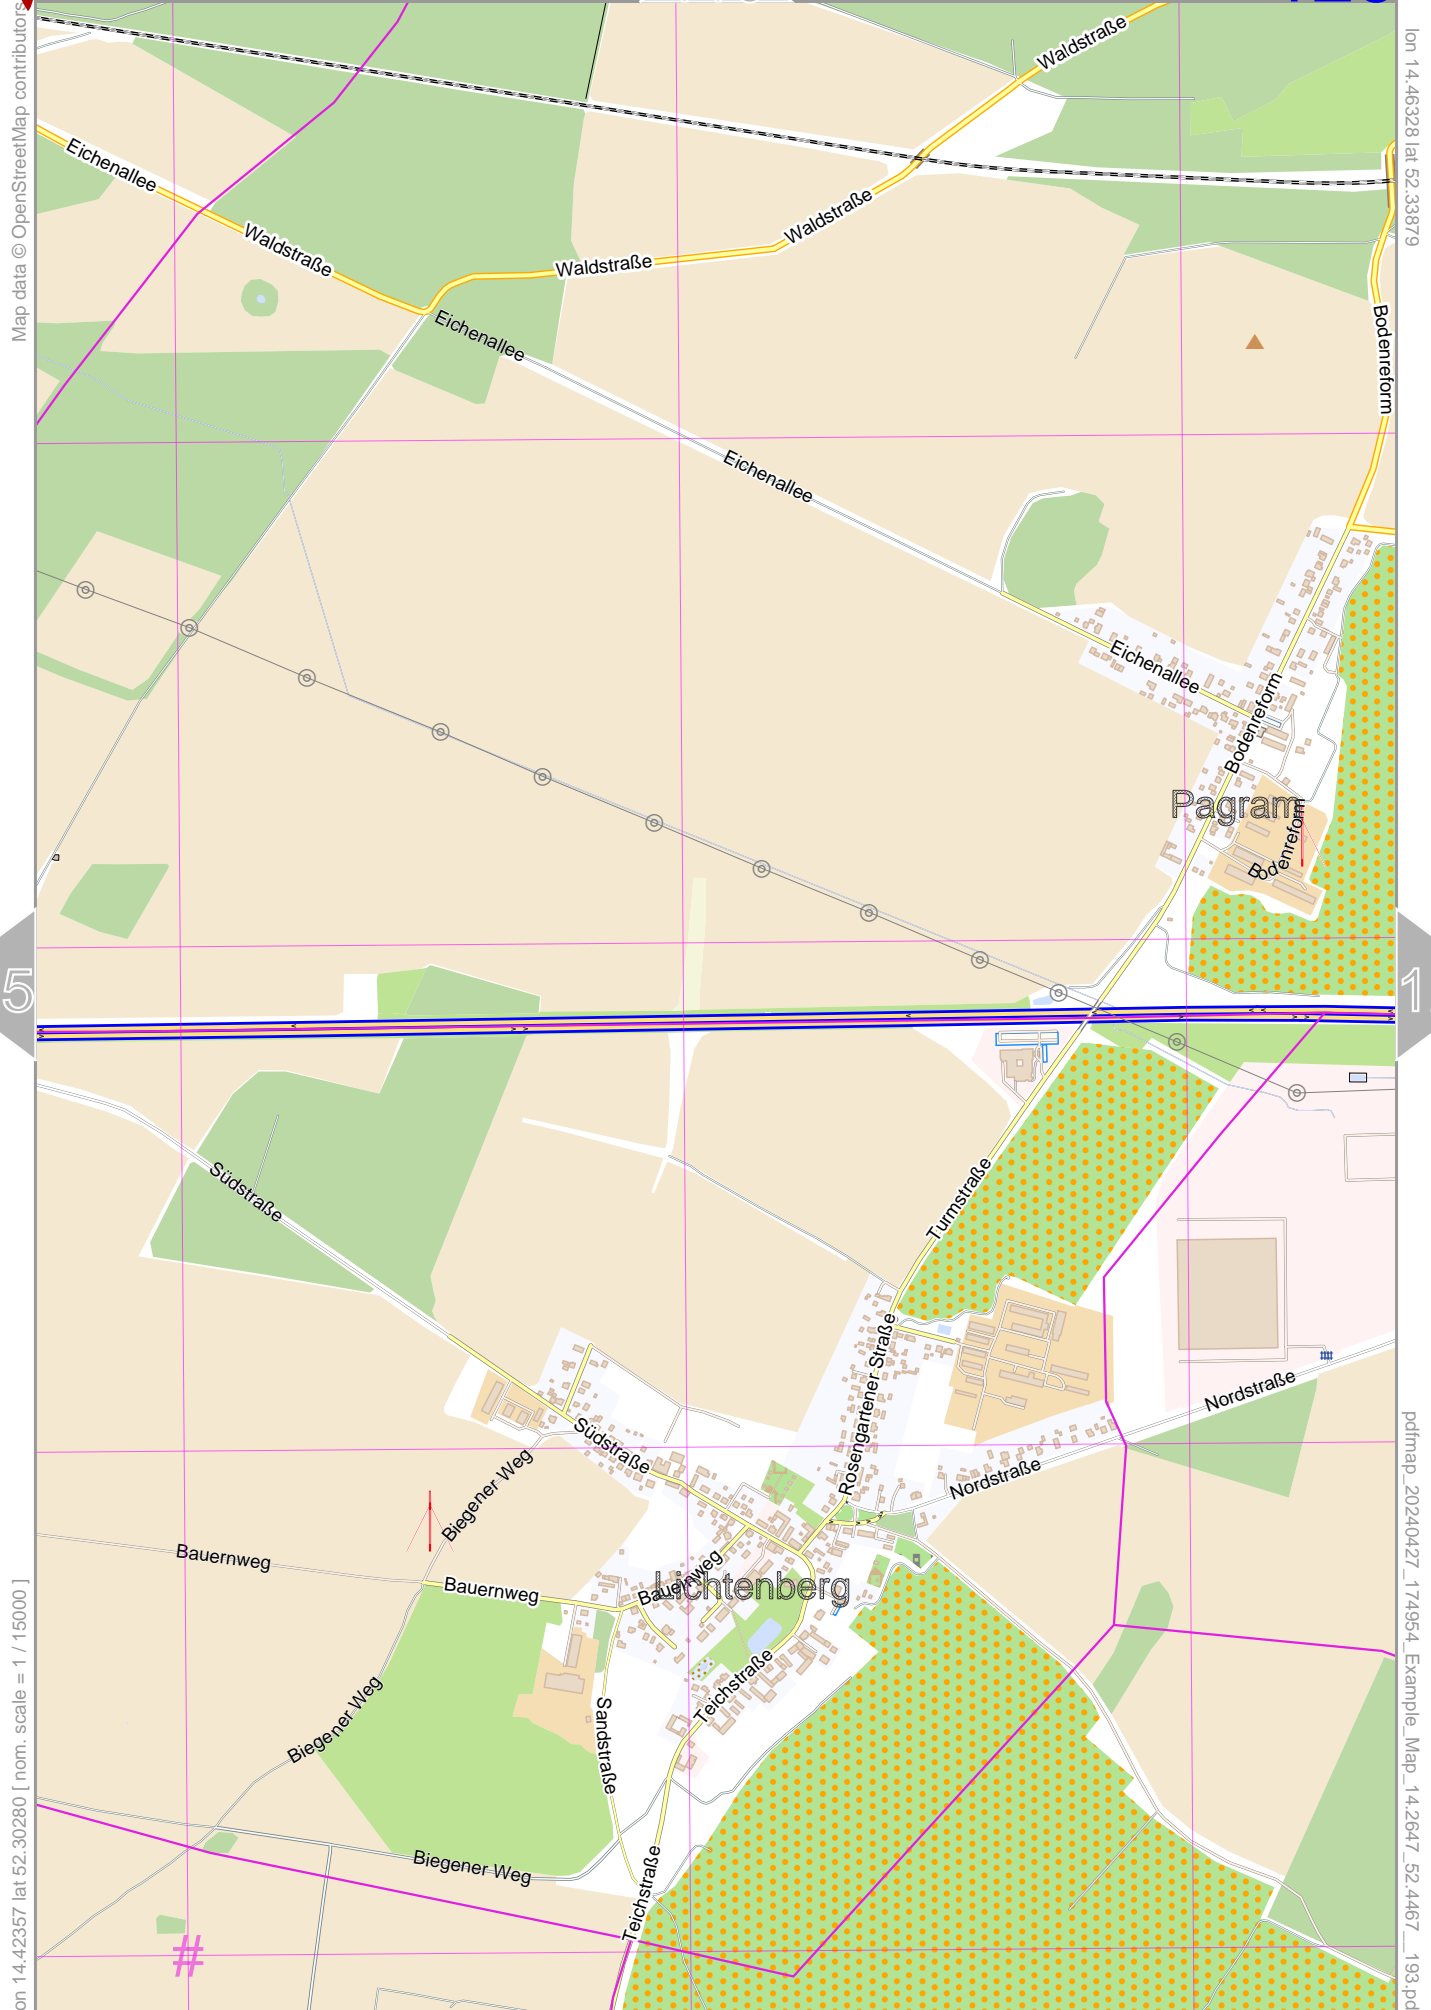 Map data © OpenStreetMap contributors
lon 14.46328 lat 52.33879
Waldstraße
Eichenallee
Waldstraße
Waldstraße
Waldstraße
Eichenallee
Bodenreform
Eichenallee
Eichenallee
Bodenreform
Pagram
Bodenreform
5
1
Südstraße
Turmstraße
Rosengartener Straße
Nordstraße
Südstraße
Biegener Weg
Nordstraße
Bauernweg
Bauernweg
Bauernweg
Lichtenberg
Teichstraße
Biegener Weg
Sandstraße
Biegener Weg
Teichstraße
#
on 14.42357 lat 52.30280 [ nom. scale = 1 / 15000 ]
pdfmap_20240427_174954_Example_Map_14.2647_52.4467__193.pd